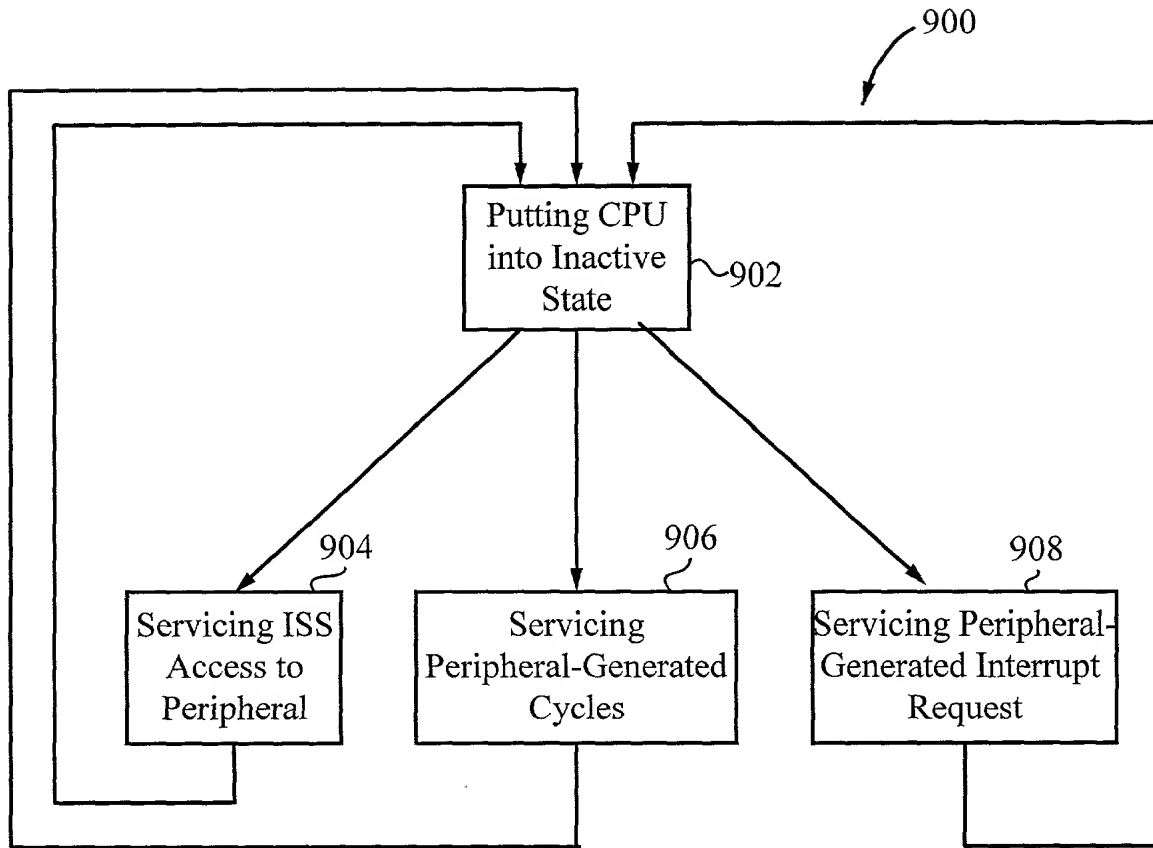 900
Putting CPU
into Inactive
State
902
904
Servicing ISS
Access to
Peripheral
906
Servicing
Peripheral-Generated
Cycles
908
Servicing Peripheral-
Generated Interrupt
Request